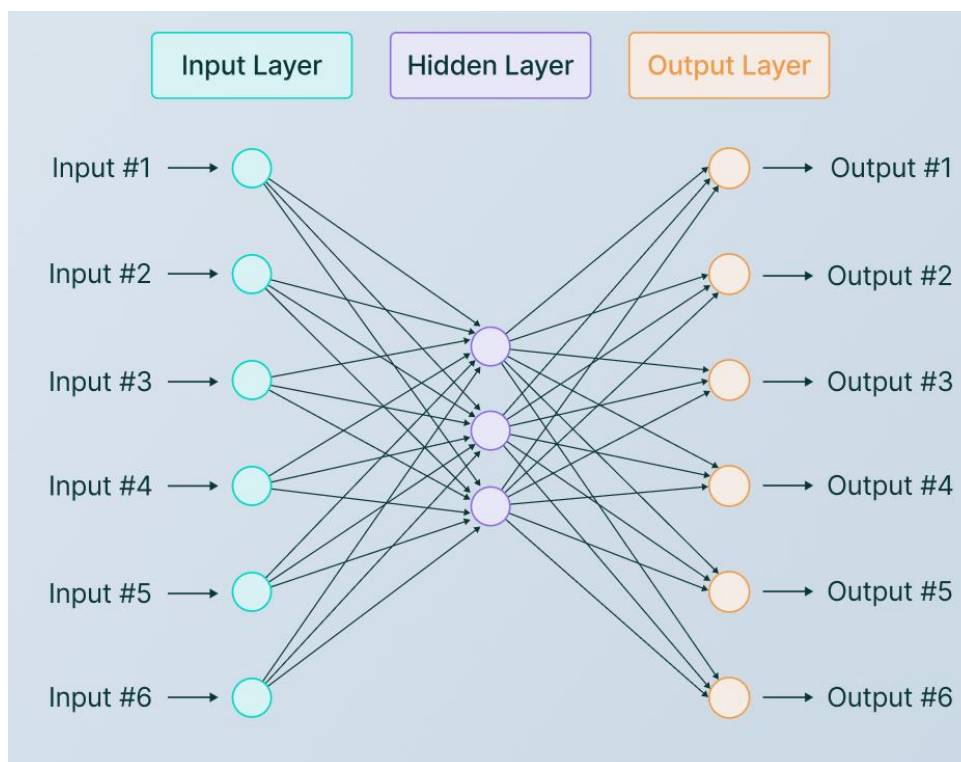 Input Layer
Hidden Layer
Output Layer
Input #1
Output #1
Input #2
Output #2
Input #3
Output #3
Input #4
Output #4
Input #5
Output #5
Input #6
Output #6